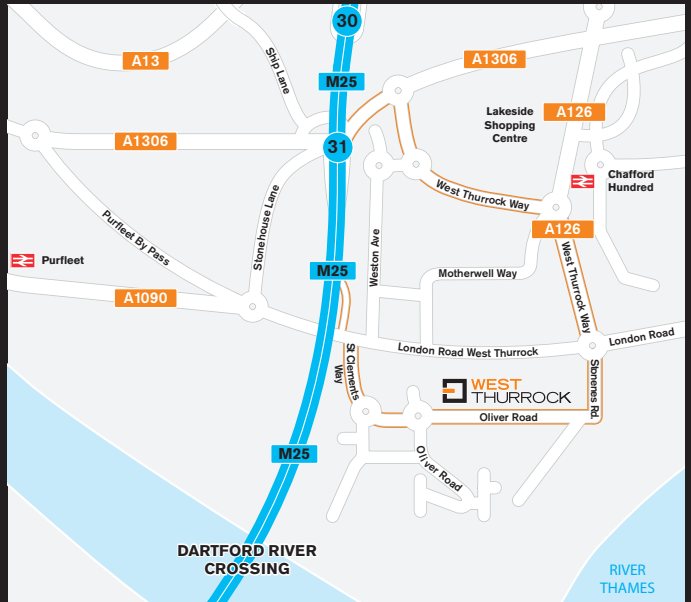 30
A13
Ship Lane
A1306
M25
Lakeside
Shopping
Centre
A126
A1306
31
Chafford
Hundred
West Thurrock Way
Stonehouse Lane
Purfleet By Pass
A126
Weston Ave
Purfleet
M25
Motherwell Way
West Thurrock Way
A1090
London Road
London Road West Thurrock
St Clements
Way
Stonenes Rd.
WEST
THURROCK
Oliver Road
Oliver Road
M25
DARTFORD RIVER
CROSSING
RIVER
THAMES